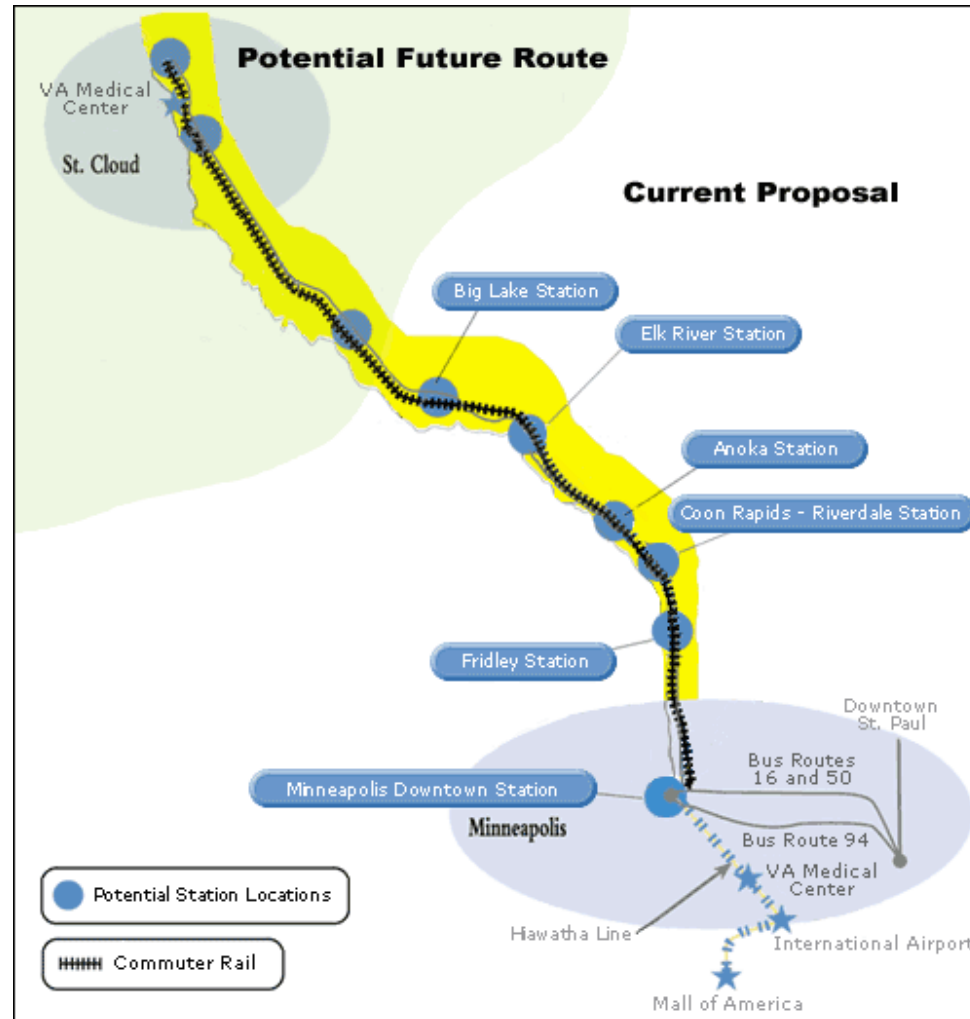 Potential Future Route
VA Medical
Center
St. Cloud
Current Proposal
Big Lake Station
Elk River Station
Anoka Station
Coon Rapids - Riverdale Station
Fridley Station
Downtown
St. Paul
Bus Routes
16 and 50
Minneapolis Downtown Station
Minneapolis
Bus Route 94
VA Medical
Center
Hiawatha Line
International Airport
Mall of America
Potential Station Locations
Commuter Rail